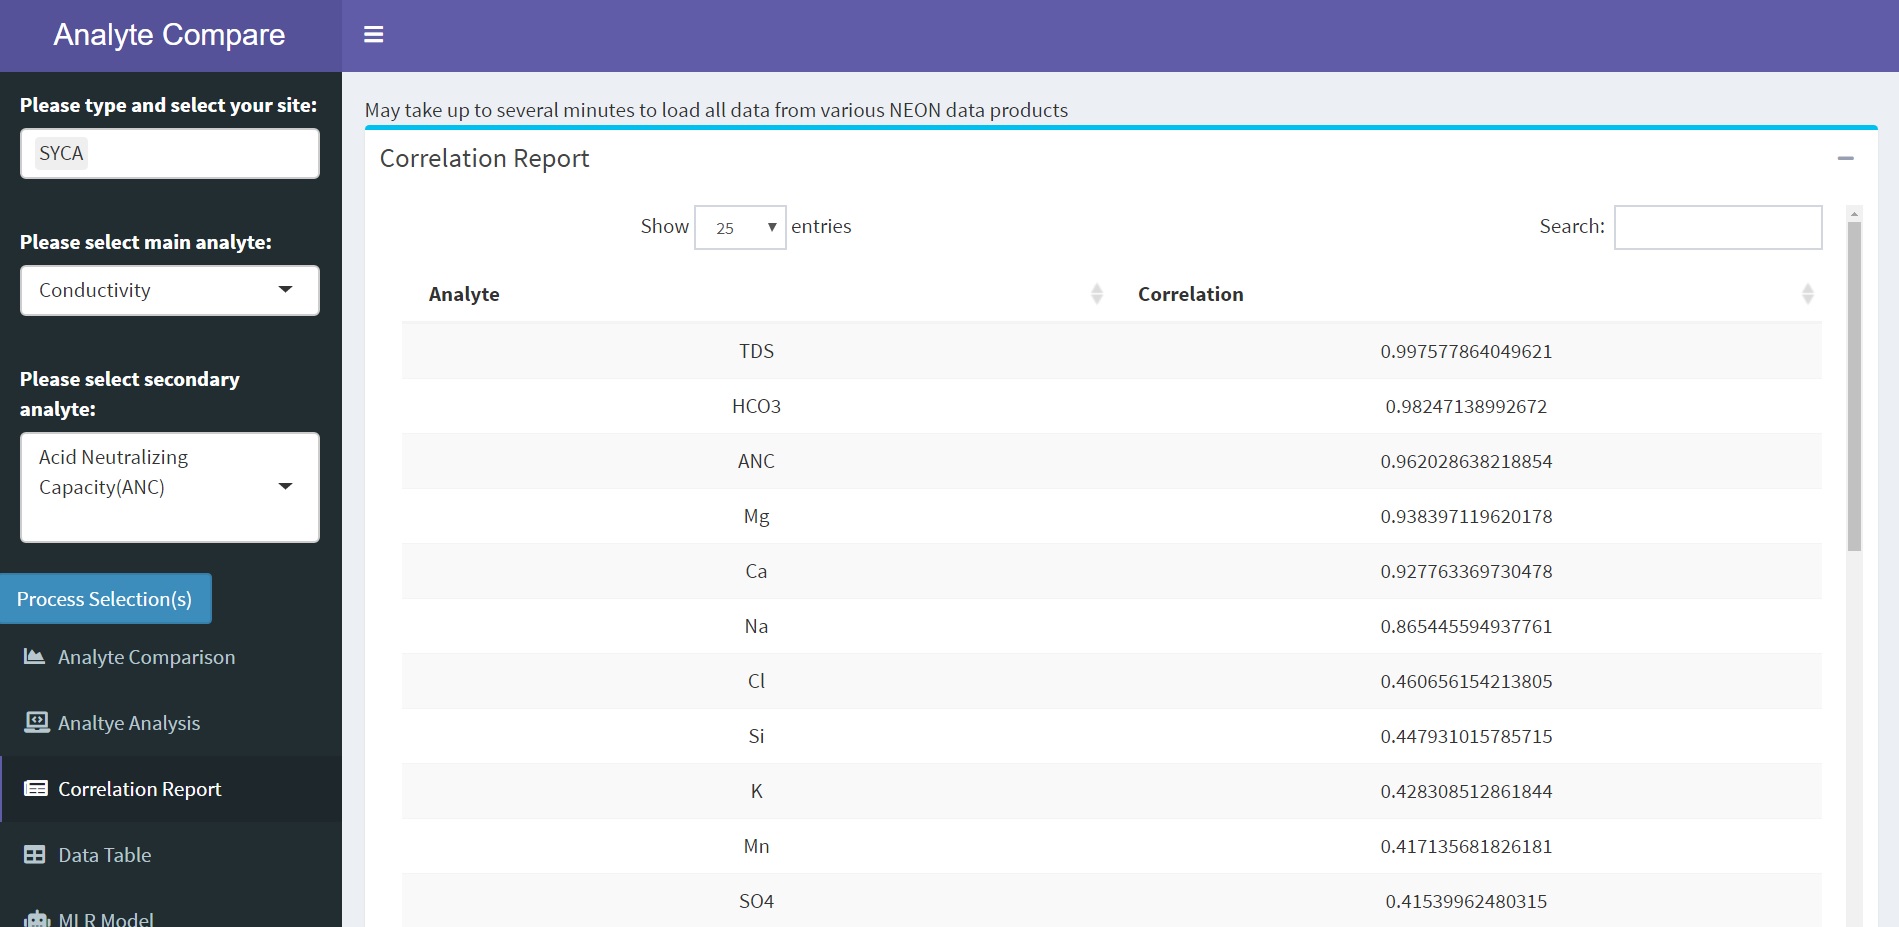 Analyte Compare
Please type and select your site:
SYCA
Please select main analyte:
Conductivity
Please select secondary
analyte:
Acid Neutralizing
Capacity(ANC)
Process Selection(s)
Analyte Comparison
Analtye Analysis
Correlation Report
Data Table
MLR Model
May take up to several minutes to load all data from various NEON data products
Correlation Report
Show 25 entries
Search:
Analyte Correlation
TDS 0.997577864049621
HCO3 0.98247138992672
ANC 0.962028638218854
Mg 0.938397119620178
Ca 0.927763369730478
Na 0.865445594937761
Cl 0.460656154213805
Si 0.447931015785715
K 0.428308512861844
Mn 0.417135681826181
SO4 0.41539962480315